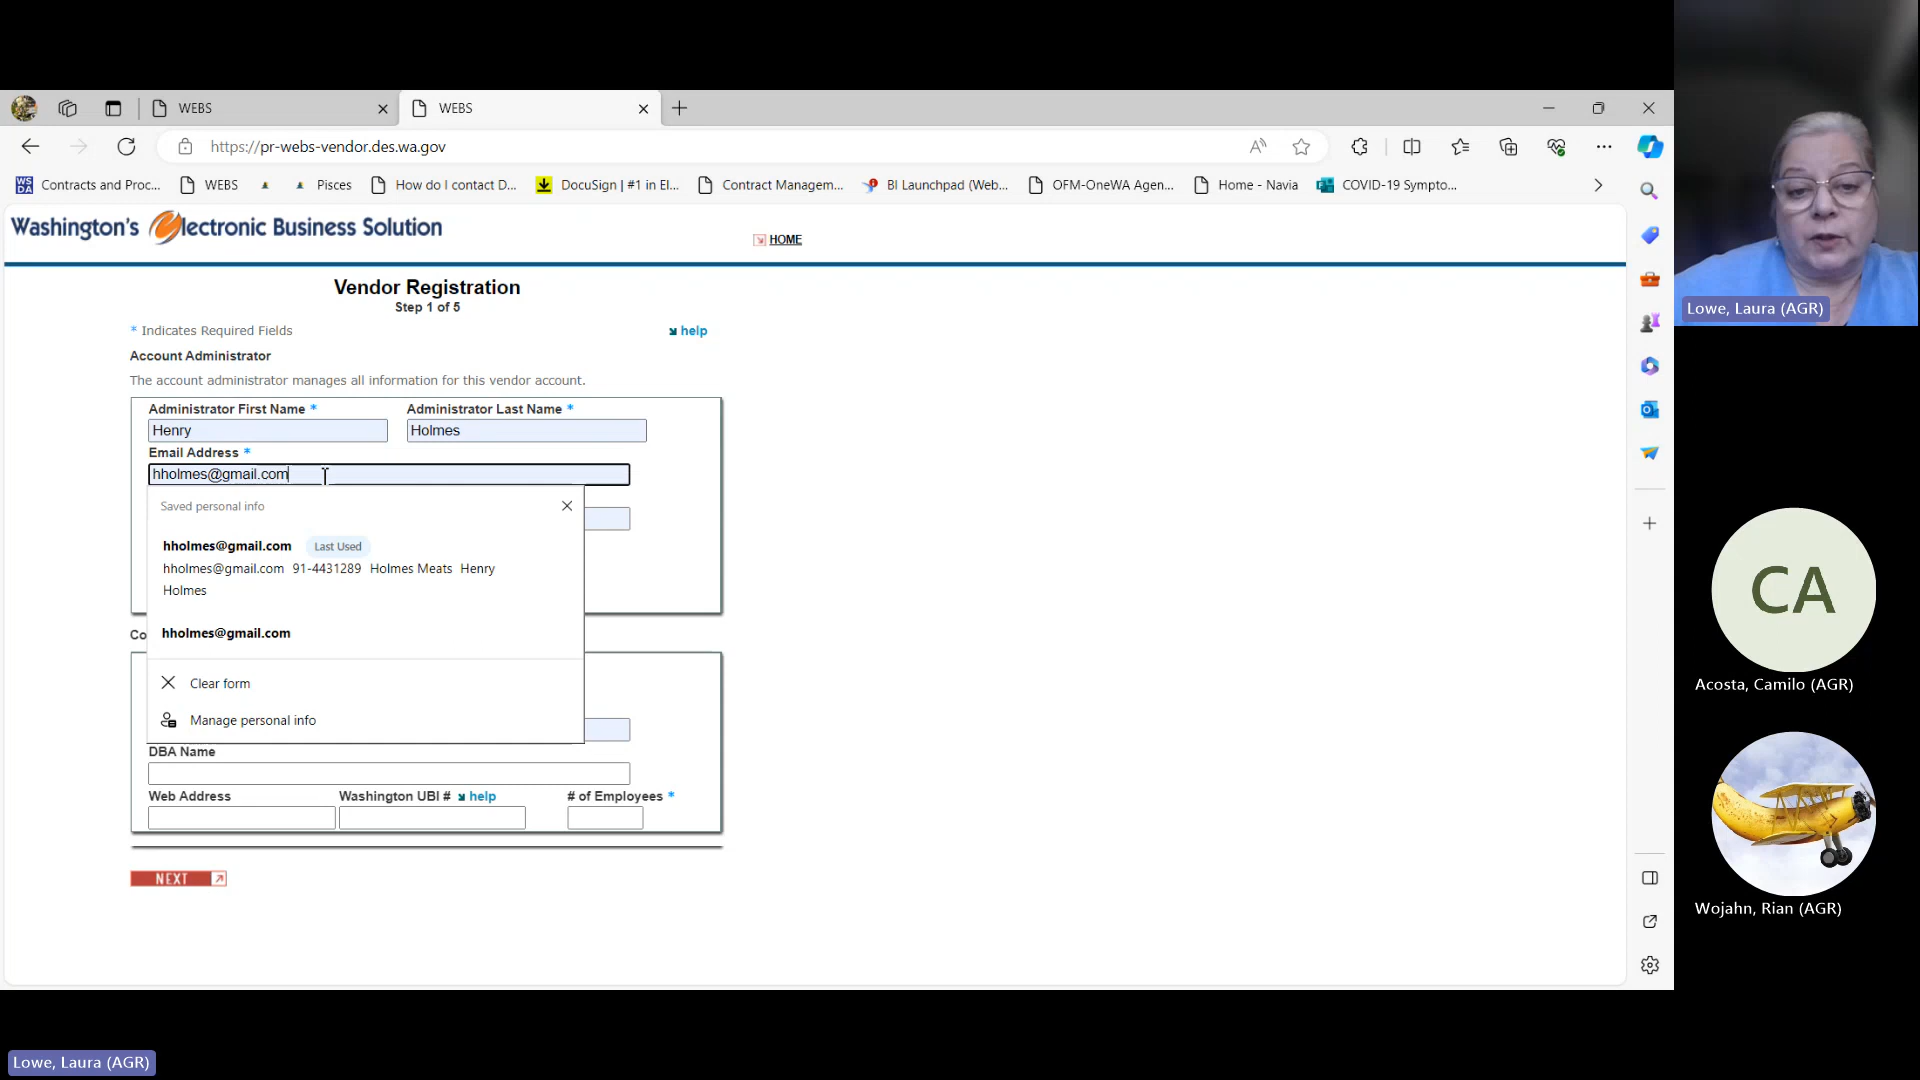 WEBS
WEBS
https://pr-webs-vendor.des.wa.gov
WS
DA
Contracts and Proc...
WEBS
Pisces
How do I contact D...
DocuSign | #1 in El...
Contract Managem...
BI Launchpad (Web...
OFM-OneWA Agen...
Home - Navia
COVID-19 Sympto...
Washington's Electronic Business Solution
HOME
Vendor Registration
Step 1 of 5
* Indicates Required Fields
help
Account Administrator
The account administrator manages all information for this vendor account.
Administrator First Name *
Administrator Last Name *
Henry
Holmes
Email Address *
hholmes@gmail.com
Saved personal info
hholmes@gmail.com Last Used
hholmes@gmail.com 91-4431289 Holmes Meats Henry
Holmes
Co
hholmes@gmail.com
Clear form
Manage personal info
DBA Name
Web Address
Washington UBI # help
# of Employees *
NEXT
Lowe, Laura (AGR)
CA
Acosta, Camilo (AGR)
Wojahn, Rian (AGR)
Lowe, Laura (AGR)